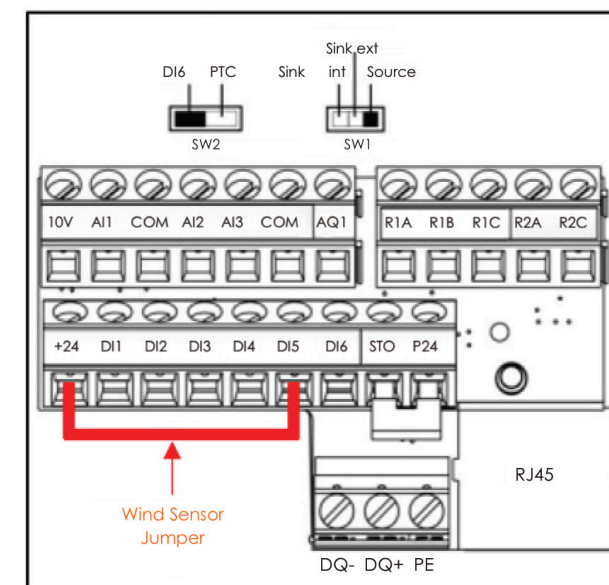 Sink ext
DI6 PTC Sink int Source
SW2 SW1
10V AI1 COM AI2 AI3 COM AQ1 R1A R1B R1C R2A R2C
+24 DI1 DI2 DI3 DI4 DI5 DI6 STO P24
RJ45
Wind Sensor
Jumper
DQ- DQ+ PE